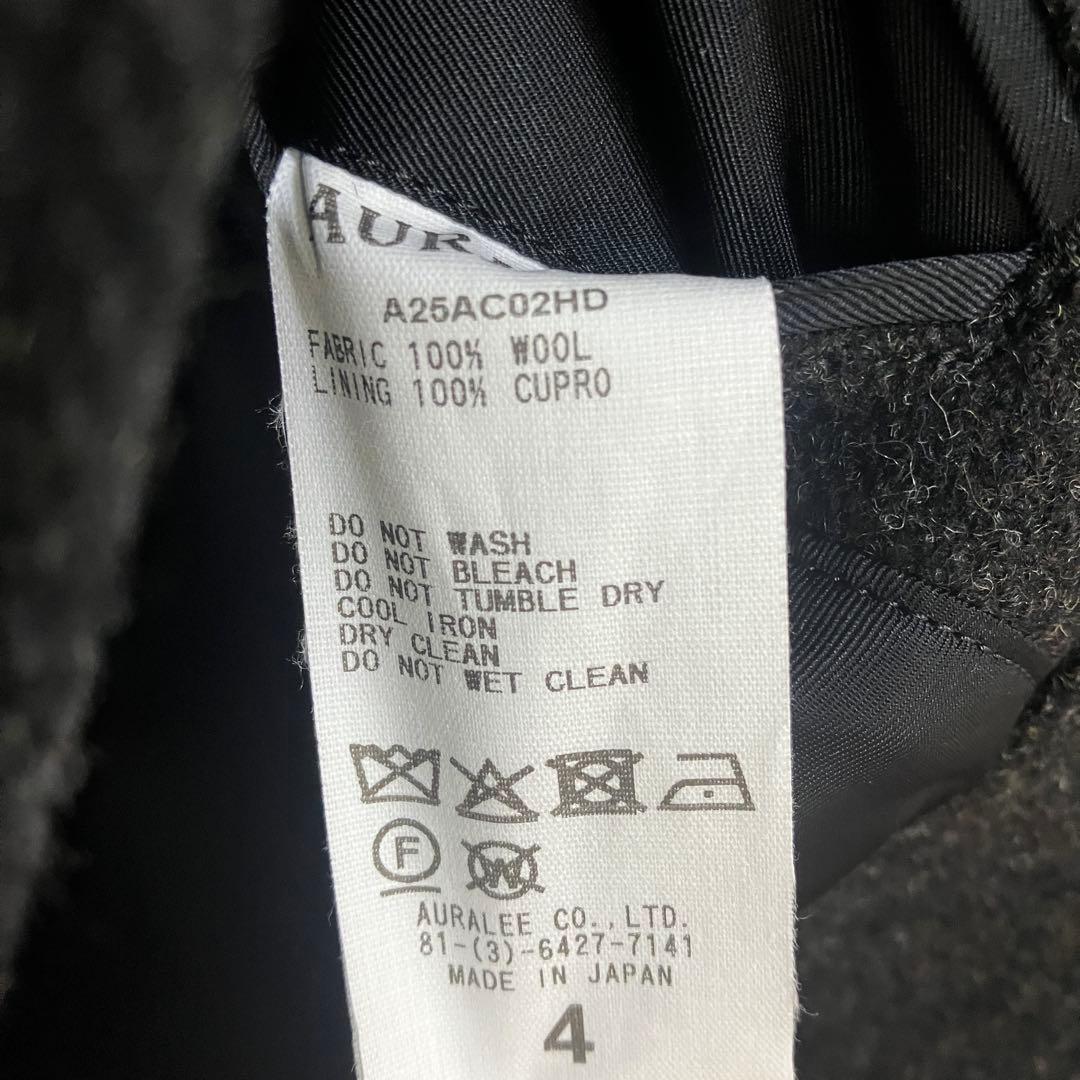 A25AC02HD
FABRIC 100% WOOL
LINING 100% CUPRO
DO NOT WASH
DO NOT BLEACH
DO NOT TUMBLE DRY
COOL IRON
DRY CLEAN
DO NOT WET CLEAN
F
W
AURALEE CO.,LTD.
81-(3)-6427-7141
MADE IN JAPAN
4